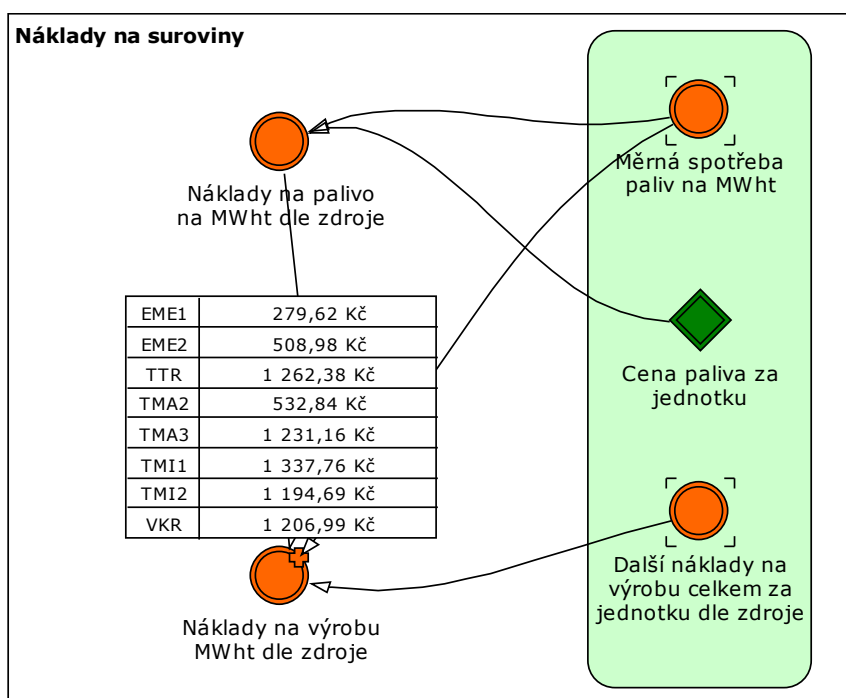 Náklady na suroviny
Měrná spotřeba
paliv na MWht
Náklady na palivo
na MWht dle zdroje
EME1 279,62 Kč
EME2 508,98 Kč
TTR 1 262,38 Kč
TMA2 532,84 Kč
TMA3 1 231,16 Kč
TMI1 1 337,76 Kč
TMI2 1 194,69 Kč
VKR 1 206,99 Kč
Cena paliva za
jednotku
Další náklady na
výrobu celkem za
jednotku dle zdroje
Náklady na výrobu
MWht dle zdroje